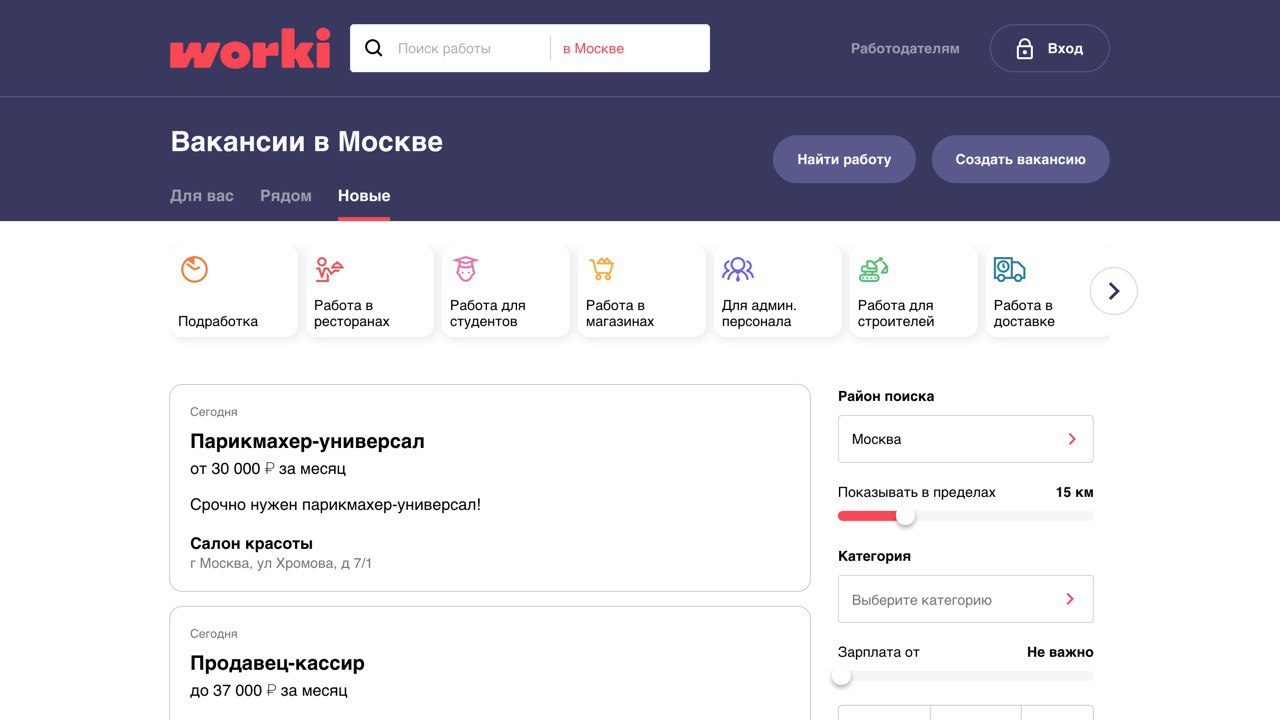 worki
Поиск работы
в Москве
Работодателям
Вход
Вакансии в Москве
Найти работу
Создать вакансию
Для вас
Рядом
Новые
Подработка
Работа в
ресторанах
Работа для
студентов
Работа в
магазинах
Для админ.
персонала
Работа для
строителей
Работа в
доставке
Сегодня
Парикмахер-универсал
от 30 000 ₽ за месяц
Срочно нужен парикмахер-универсал!
Салон красоты
г Москва, ул Хромова, д 7/1
Сегодня
Продавец-кассир
до 37 000 ₽ за месяц
Район поиска
Москва
Показывать в пределах
15 км
Категория
Выберите категорию
Зарплата от
Не важно